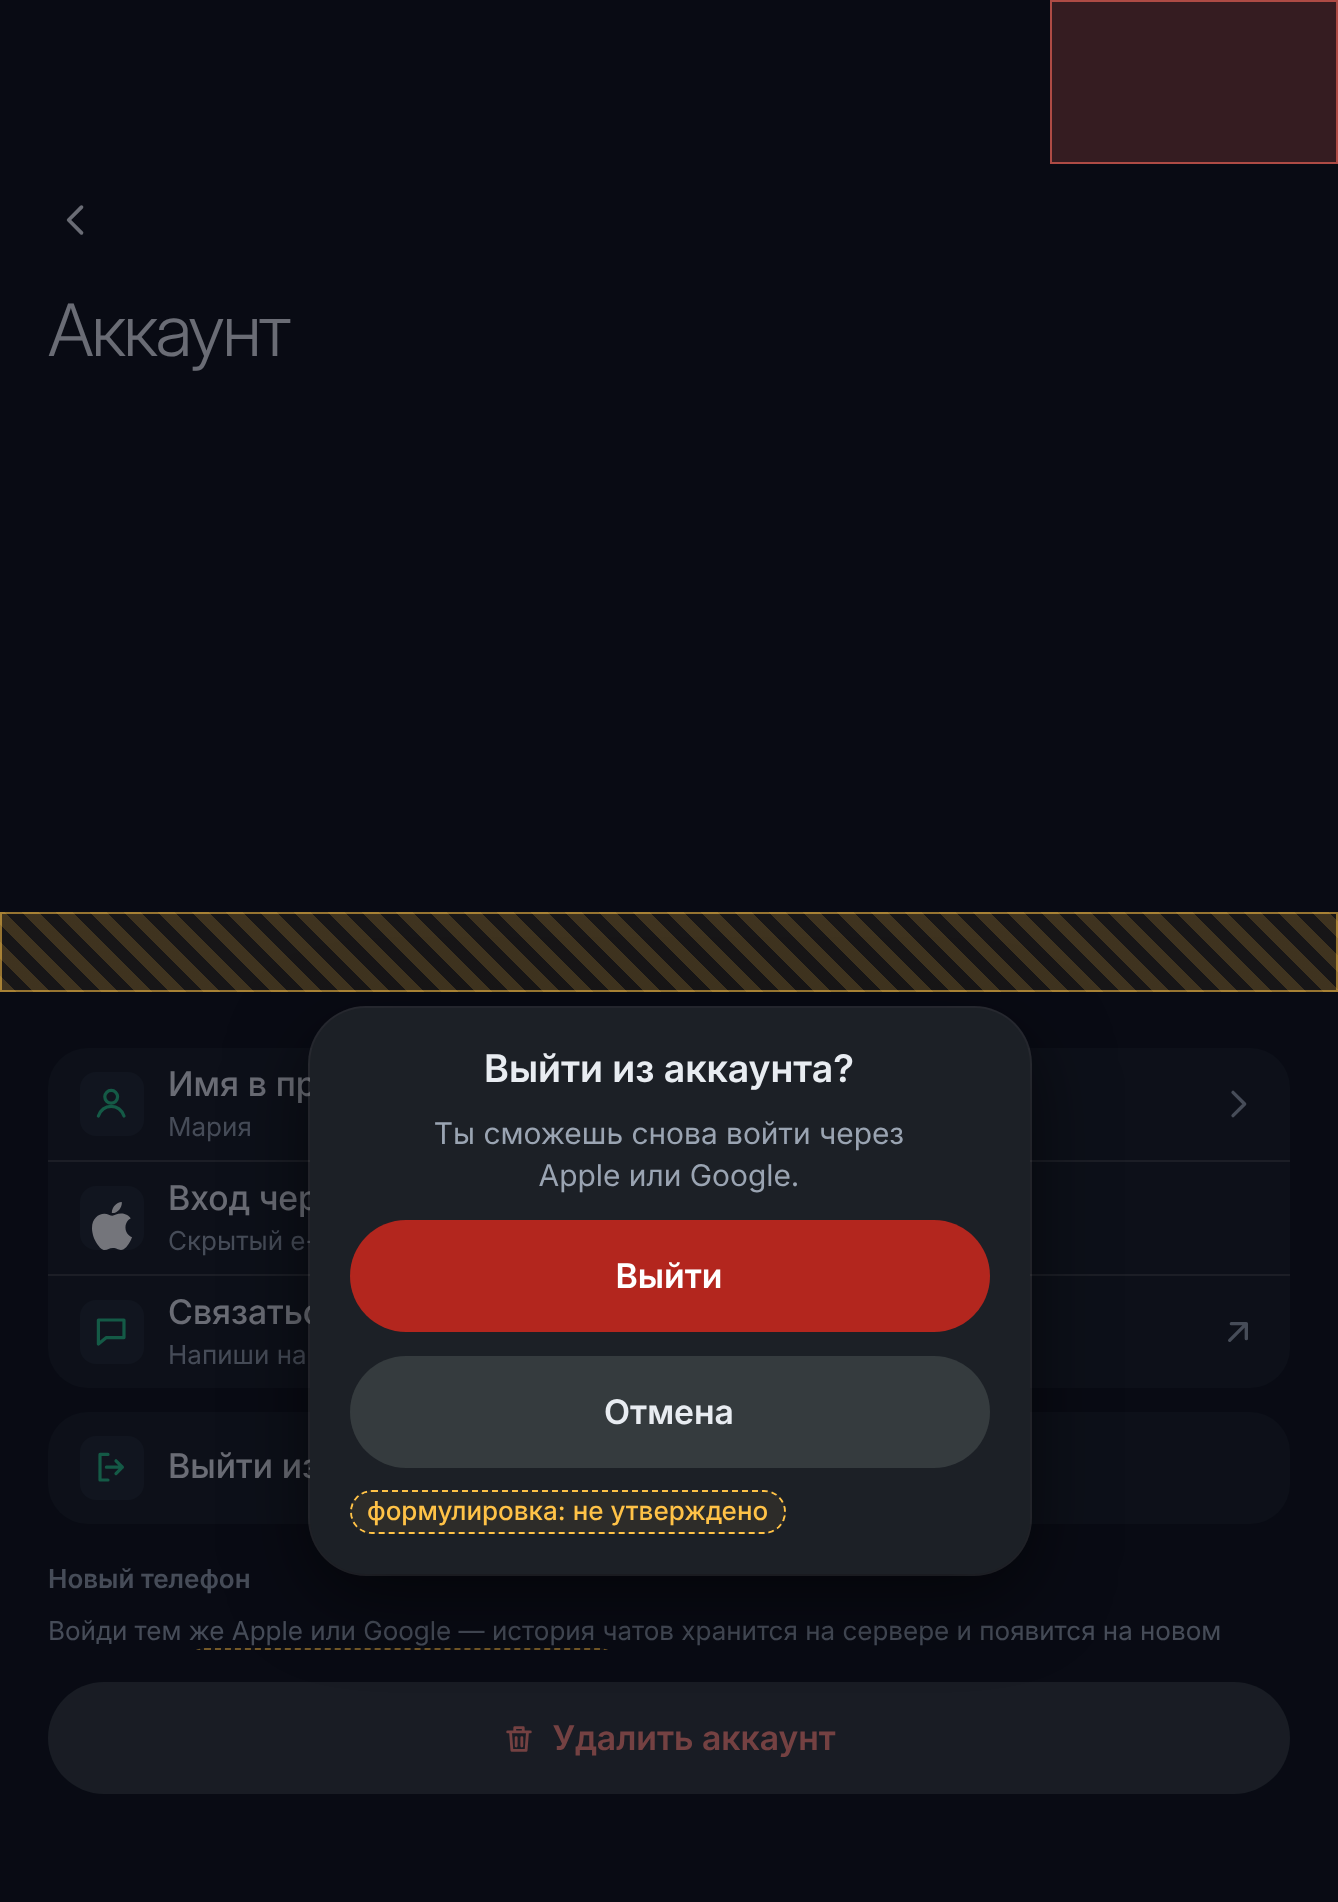 Аккаунт
Выйти из аккаунта?
Ты сможешь снова войти через
Apple или Google.
Выйти
Отмена
формулировка: не утверждено
Имя в пр
Мария
Вход чер
Скрытый e-
Связатьс
Напиши на
Выйти из
Новый телефон
Войди тем же Apple или Google — история чатов хранится на сервере и появится на новом
Удалить аккаунт